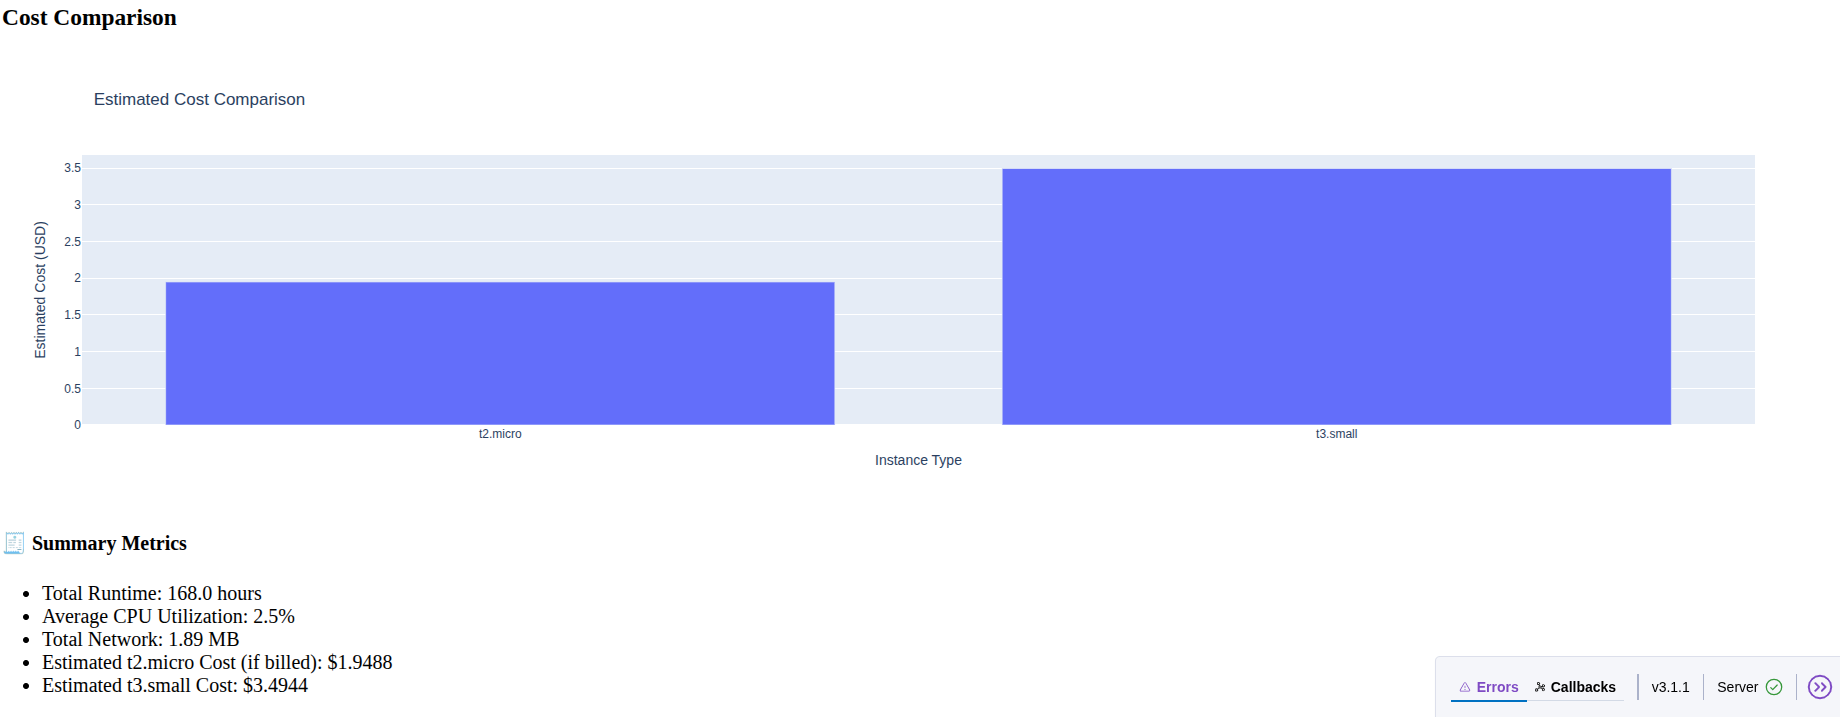 Cost Comparison
Estimated Cost Comparison
3.5
3
2.5
2
1.5
1
0.5
0
Estimated Cost (USD)
t2.micro
t3.small
Instance Type
🧾 Summary Metrics
• Total Runtime: 168.0 hours
• Average CPU Utilization: 2.5%
• Total Network: 1.89 MB
• Estimated t2.micro Cost (if billed): $1.9488
• Estimated t3.small Cost: $3.4944
Errors Callbacks v3.1.1 Server